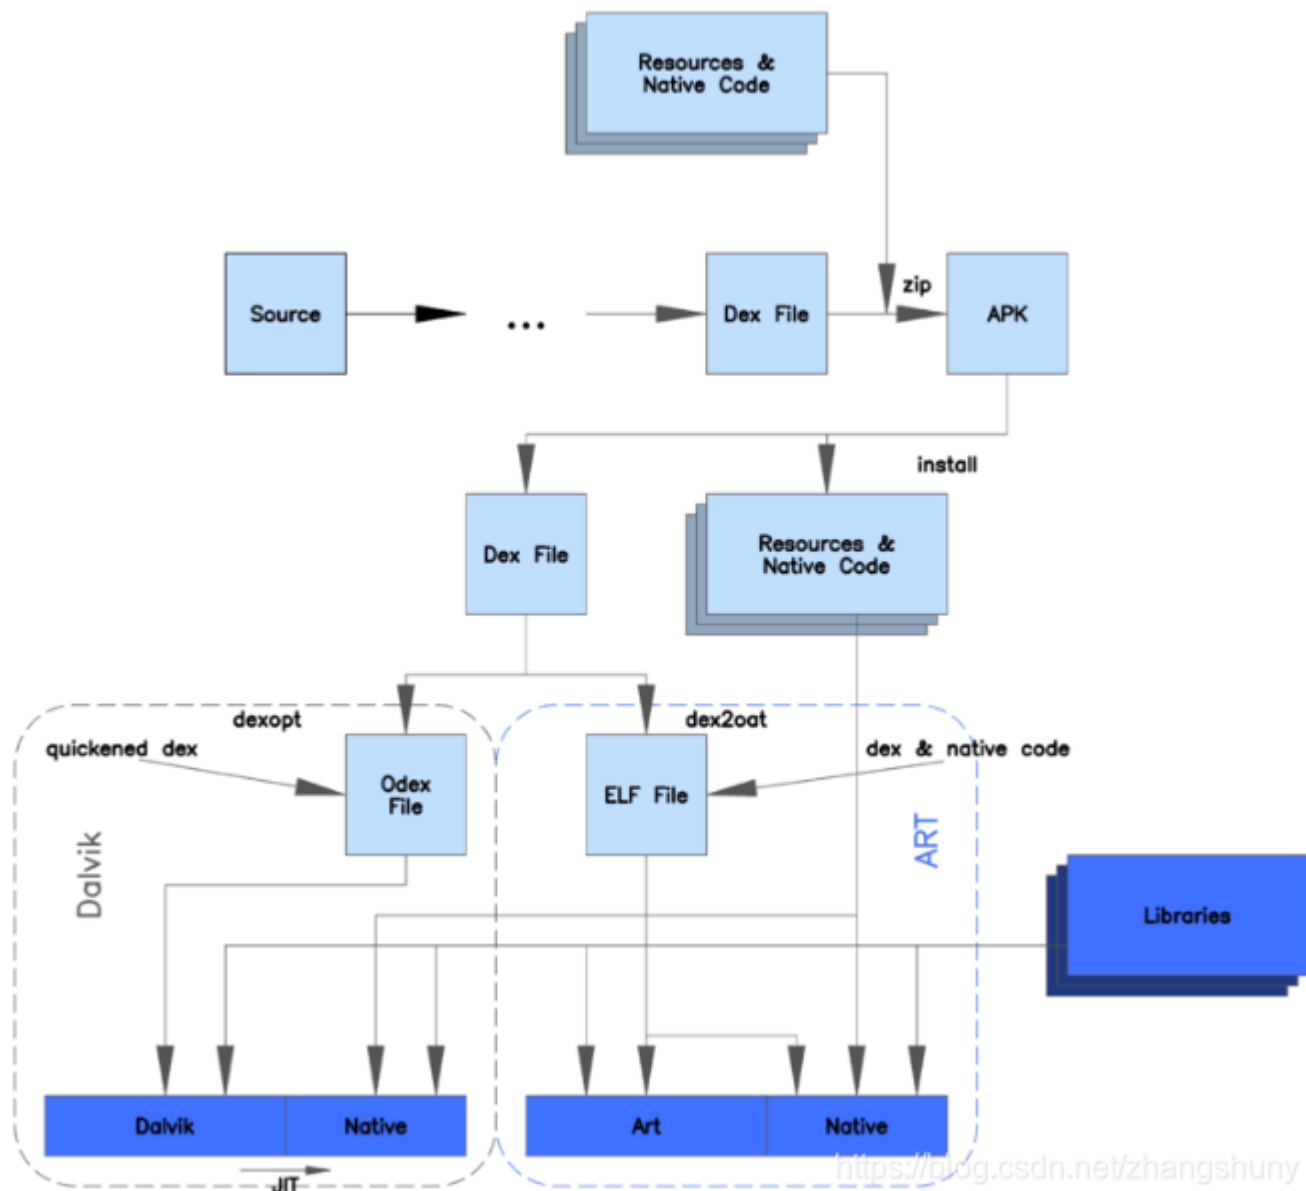 Resources &
Native Code
Source
...
Dex File
zip
APK
install
Dex File
Resources &
Native Code
dexopt
dex2oat
quickened dex
dex & native code
Odex
File
ELF File
Dalvik
ART
Libraries
Dalvik
Native
Art
Native
JIT
https://blog.csdn.net/zhangshuny